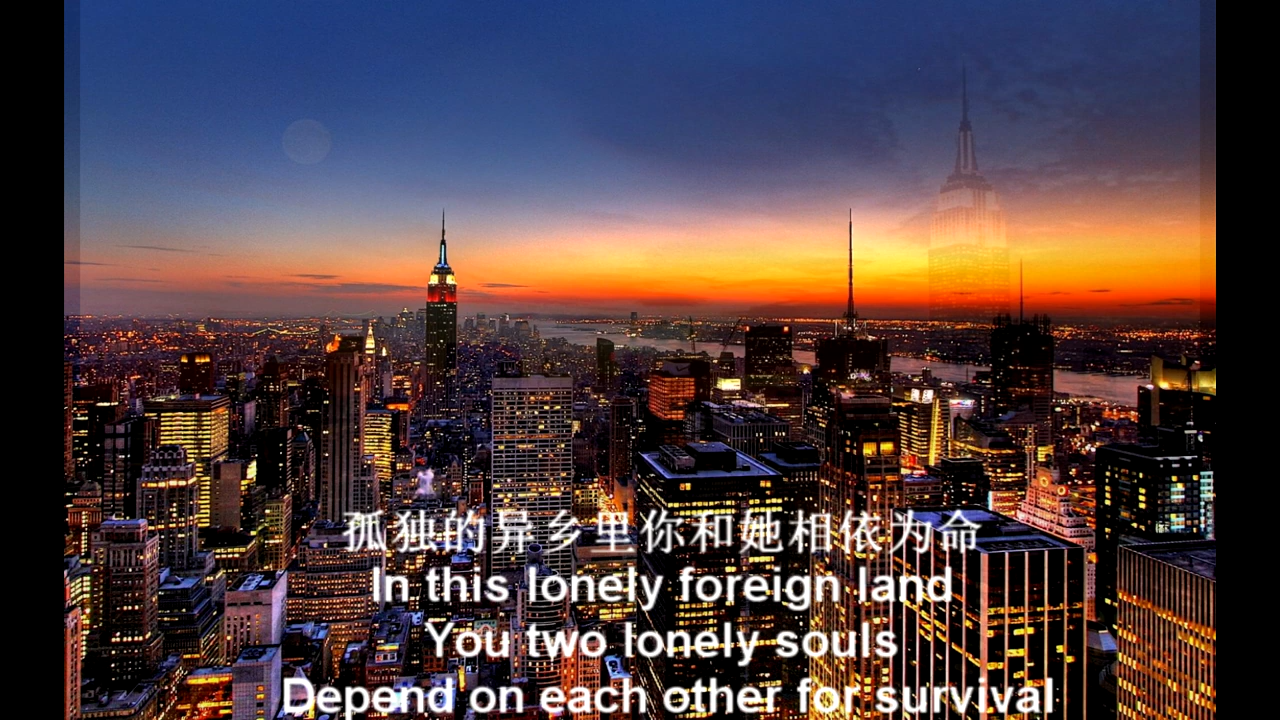 孤独的异乡里你和她相依为命
In this lonely foreign land
You two lonely souls
Depend on each other for survival